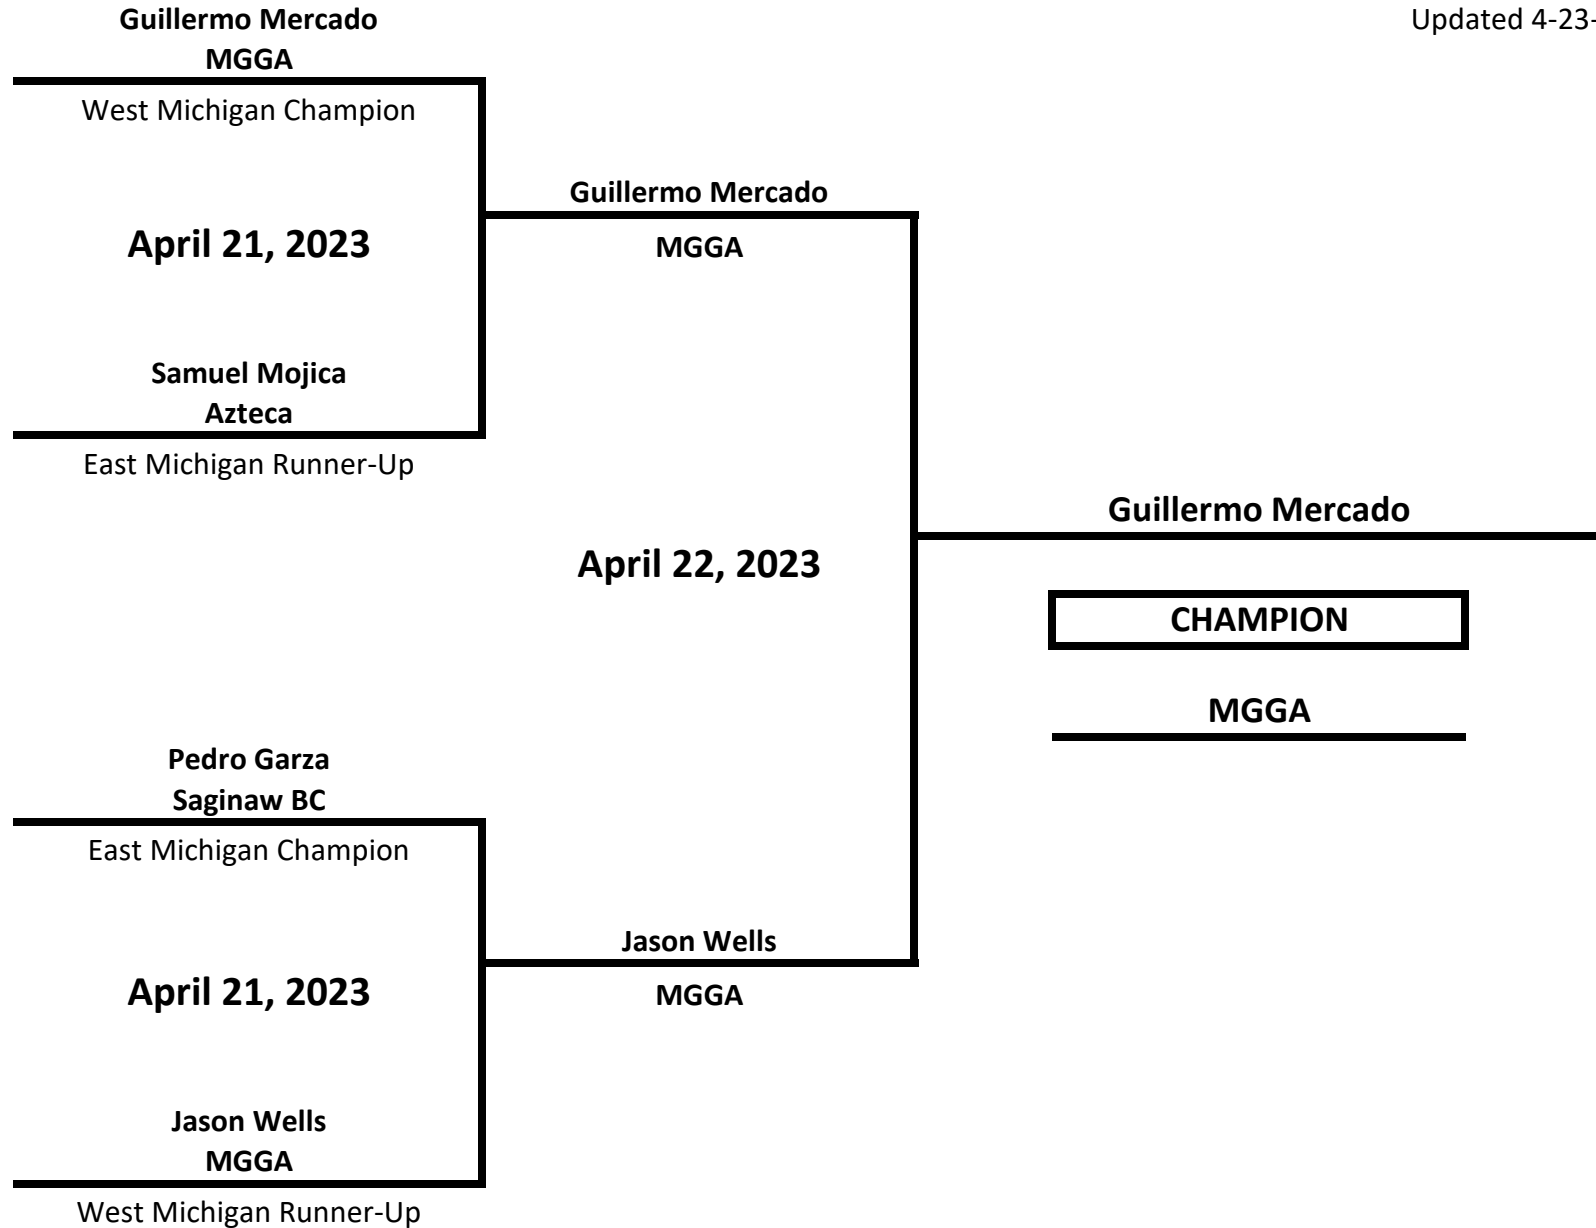 Guillermo Mercado
MGGA
Updated 4-23-
West Michigan Champion
Guillermo Mercado
April 21, 2023
MGGA
Samuel Mojica
Azteca
East Michigan Runner-Up
Guillermo Mercado
April 22, 2023
CHAMPION
MGGA
Pedro Garza
Saginaw BC
East Michigan Champion
Jason Wells
April 21, 2023
MGGA
Jason Wells
MGGA
West Michigan Runner-Up